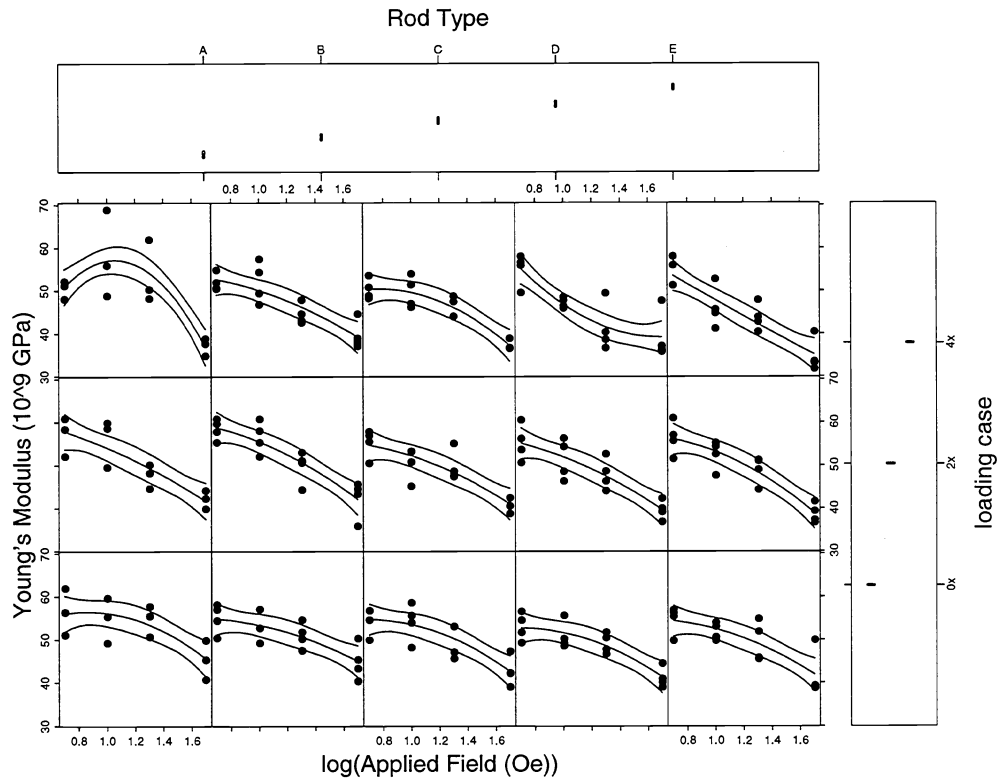 Rod Type
A B C D E
0.8 1.0 1.2 1.4 1.6 0.8 1.0 1.2 1.4 1.6
70
60
50
40
30
70
60
50
40
30
70
60
50
40
30
Young's Modulus (10^9 GPa)
4x
2x
0x
loading case
0.8 1.0 1.2 1.4 1.6 0.8 1.0 1.2 1.4 1.6 0.8 1.0 1.2 1.4 1.6
log(Applied Field (Oe))